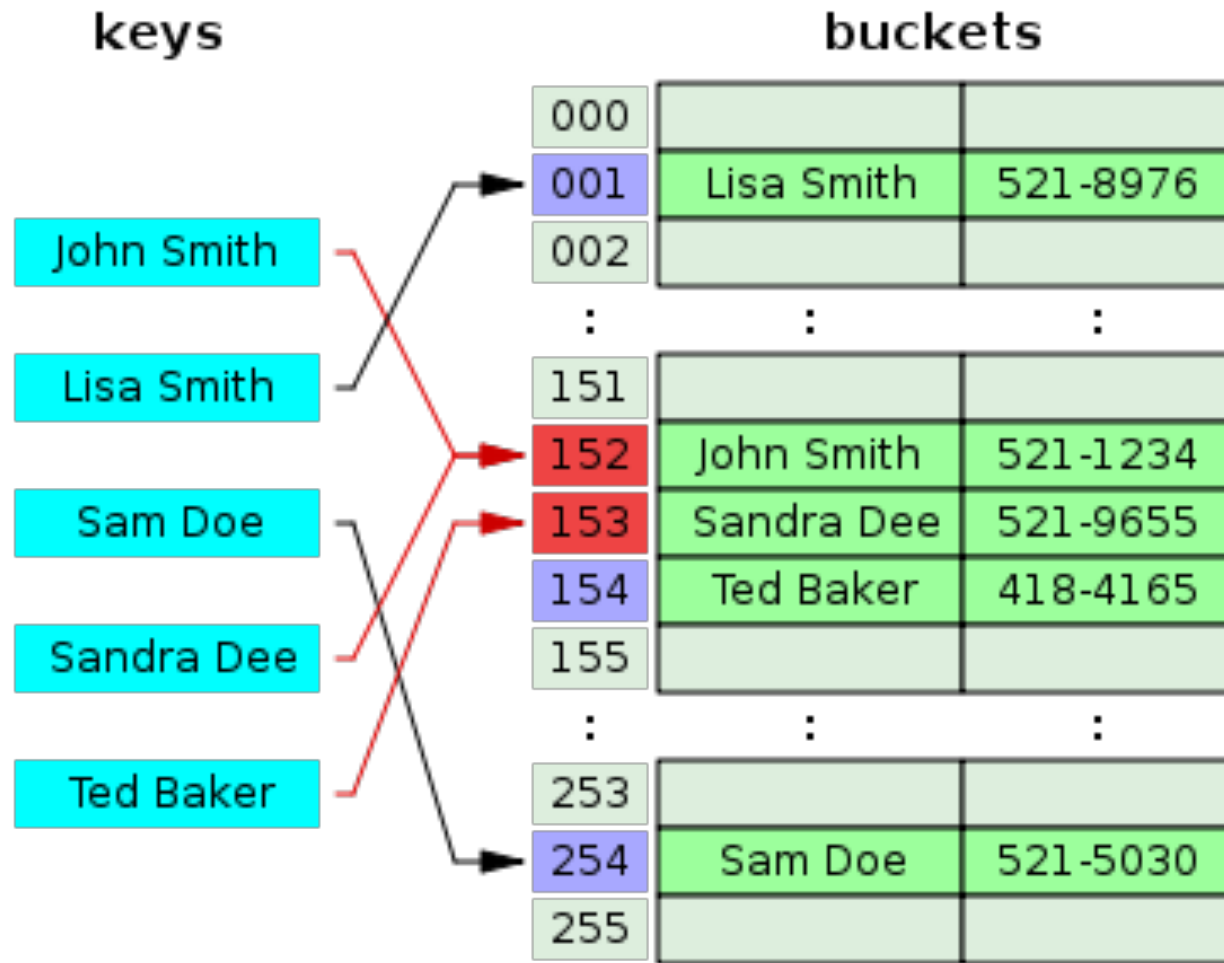 keys
buckets
John Smith
Lisa Smith
Sam Doe
Sandra Dee
Ted Baker
000
001 Lisa Smith 521-8976
002
: : :
151
152 John Smith 521-1234
153 Sandra Dee 521-9655
154 Ted Baker 418-4165
155
: : :
253
254 Sam Doe 521-5030
255